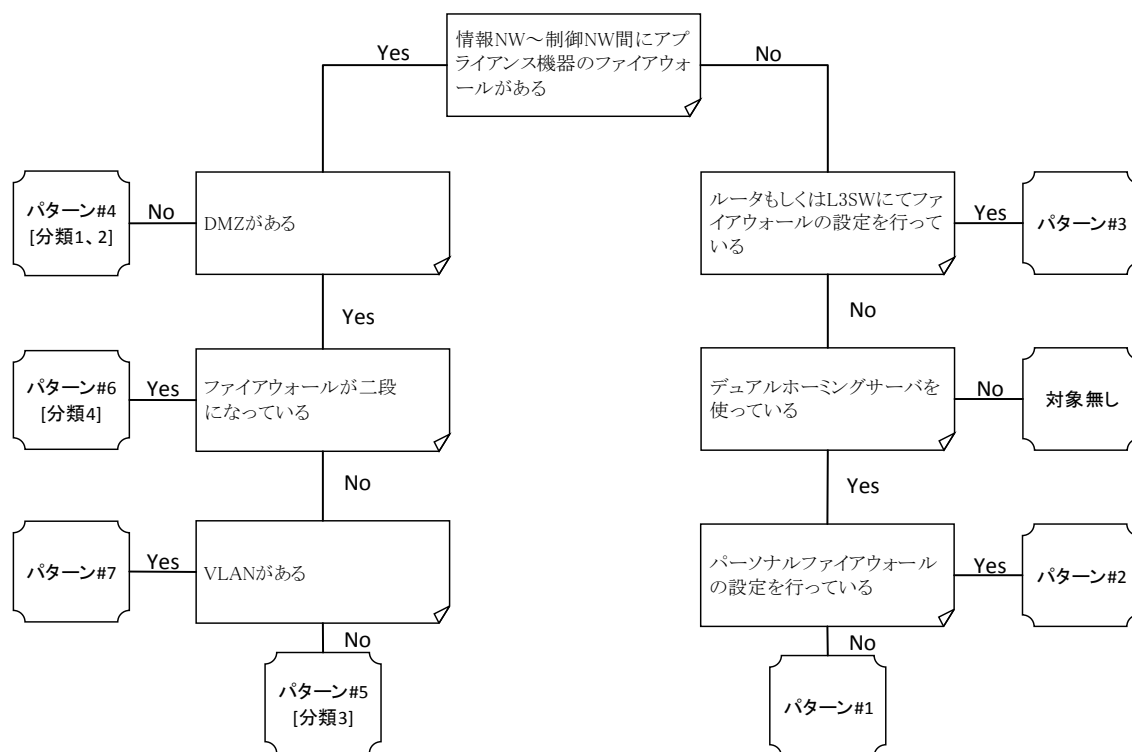 情報NW～制御NW間にアプ
ライアンス機器のファイアウォ
ールがある
Yes
No
パターン#4
[分類1、2]
No
DMZがある
ルータもしくはL3SWにてファ
イアウォールの設定を行って
いる
Yes
パターン#3
Yes
No
パターン#6
[分類4]
Yes
ファイアウォールが二段
になっている
デュアルホーミングサーバを
使っている
No
対象無し
No
Yes
パターン#7
Yes
VLANがある
パーソナルファイアウォール
の設定を行っている
Yes
パターン#2
No
No
パターン#5
[分類3]
パターン#1